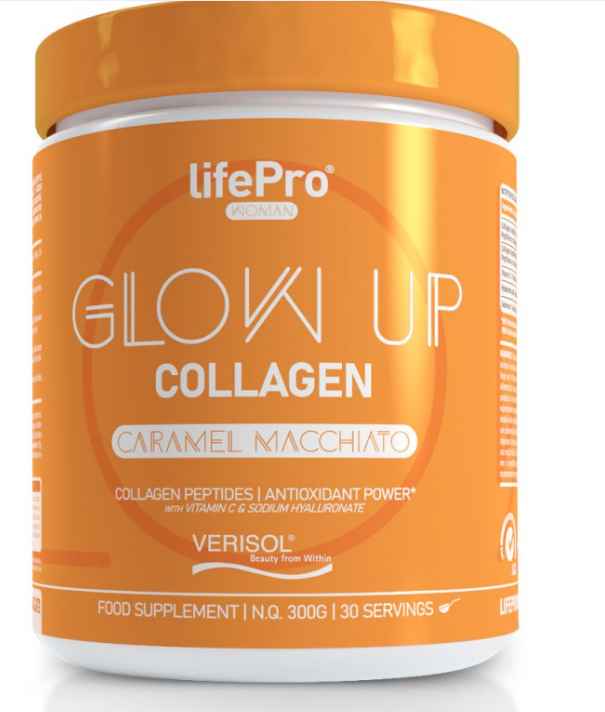 lifePro®
WOMAN
GLOW UP
COLLAGEN
CARAMEL MACCHIATO
COLLAGEN PEPTIDES | ANTIOXIDANT POWER*
WITH VITAMIN C & SODIUM HYALURONATE
VERISOL®
Beauty from Within
FOOD SUPPLEMENT | N.Q. 300G | 30 SERVINGS